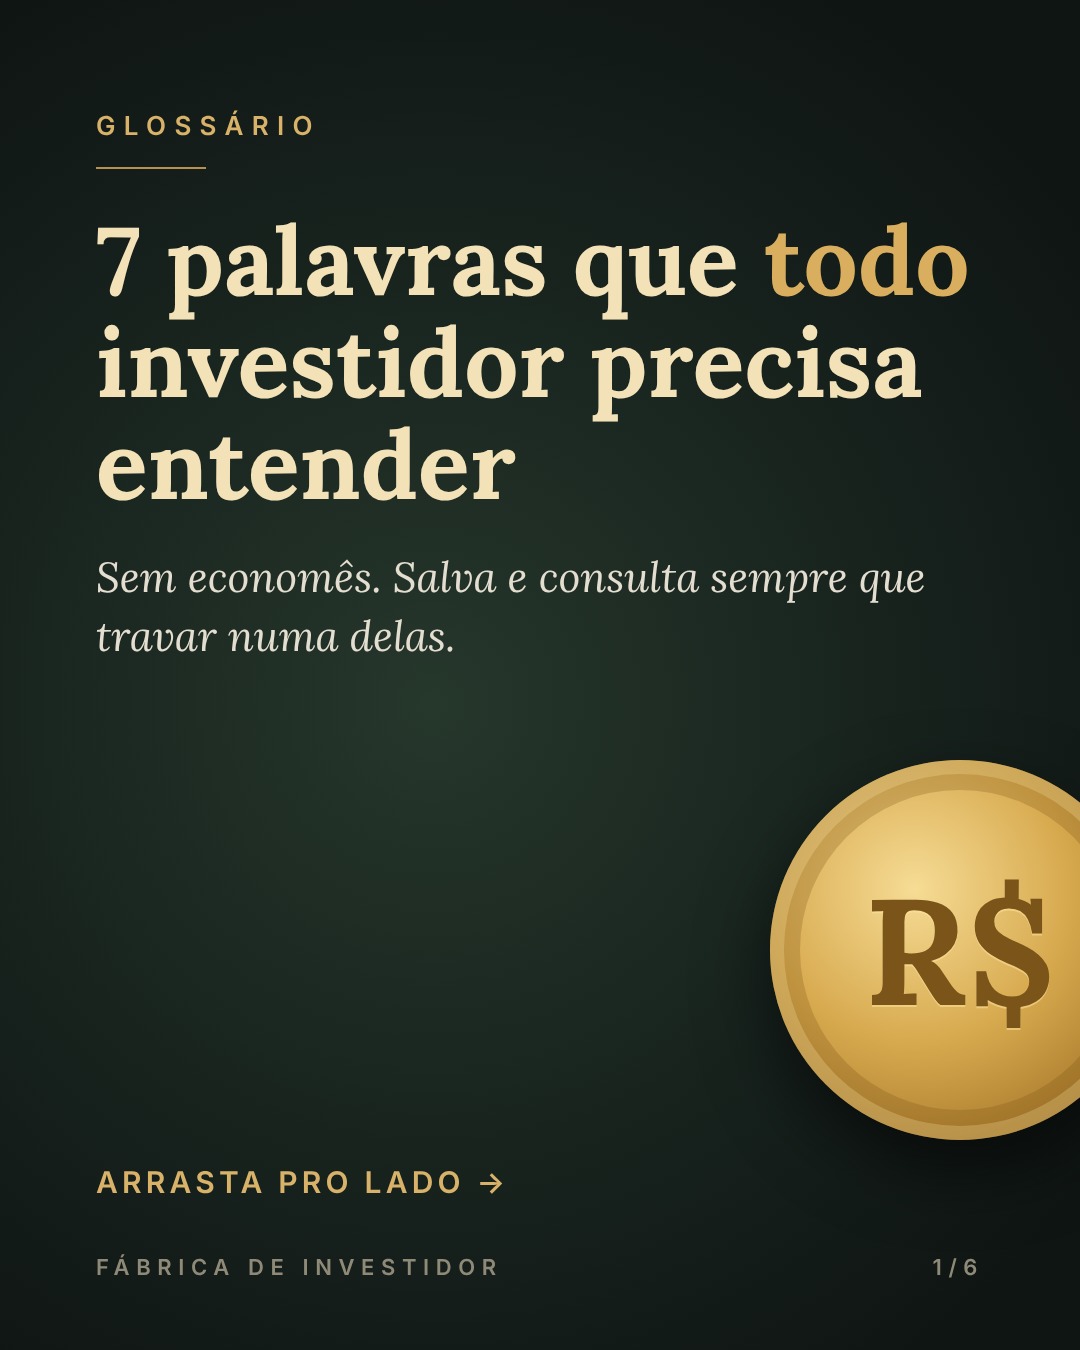 GLOSSÁRIO
7 palavras que todo
investidor precisa
entender
Sem economês. Salva e consulta sempre que
travar numa delas.
R$
ARRASTA PRO LADO →
FÁBRICA DE INVESTIDOR
1/6